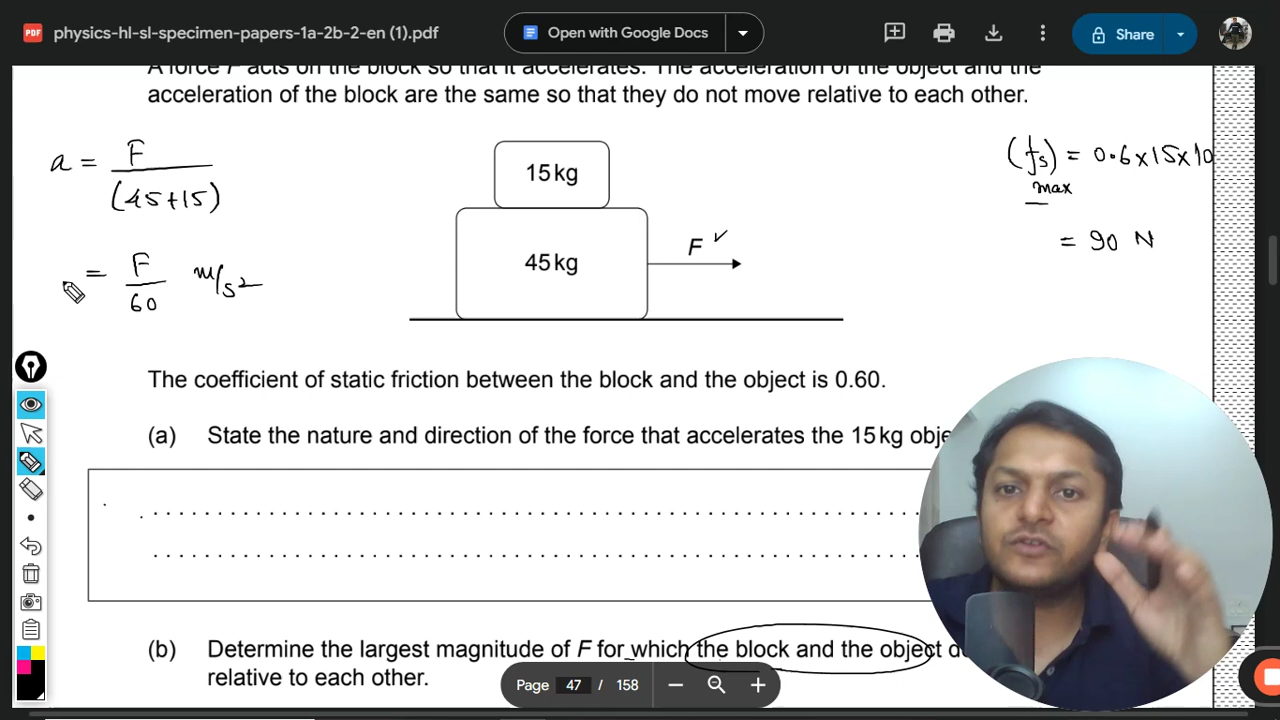 physics-hl-sl-specimen-papers-1a-2b-2-en (1).pdf
Open with Google Docs
Share
A force F acts on the block so that it accelerates. The acceleration of the object and the
acceleration of the block are the same so that they do not move relative to each other.
a = F / (45+15)
= F / 60 m/s2
15 kg
45 kg
F ✓
(fs)max = 0.6×15×10
= 90 N
The coefficient of static friction between the block and the object is 0.60.
(a) State the nature and direction of the force that accelerates the 15 kg obje
(b) Determine the largest magnitude of F for which the block and the object
relative to each other.
Page 47 / 158